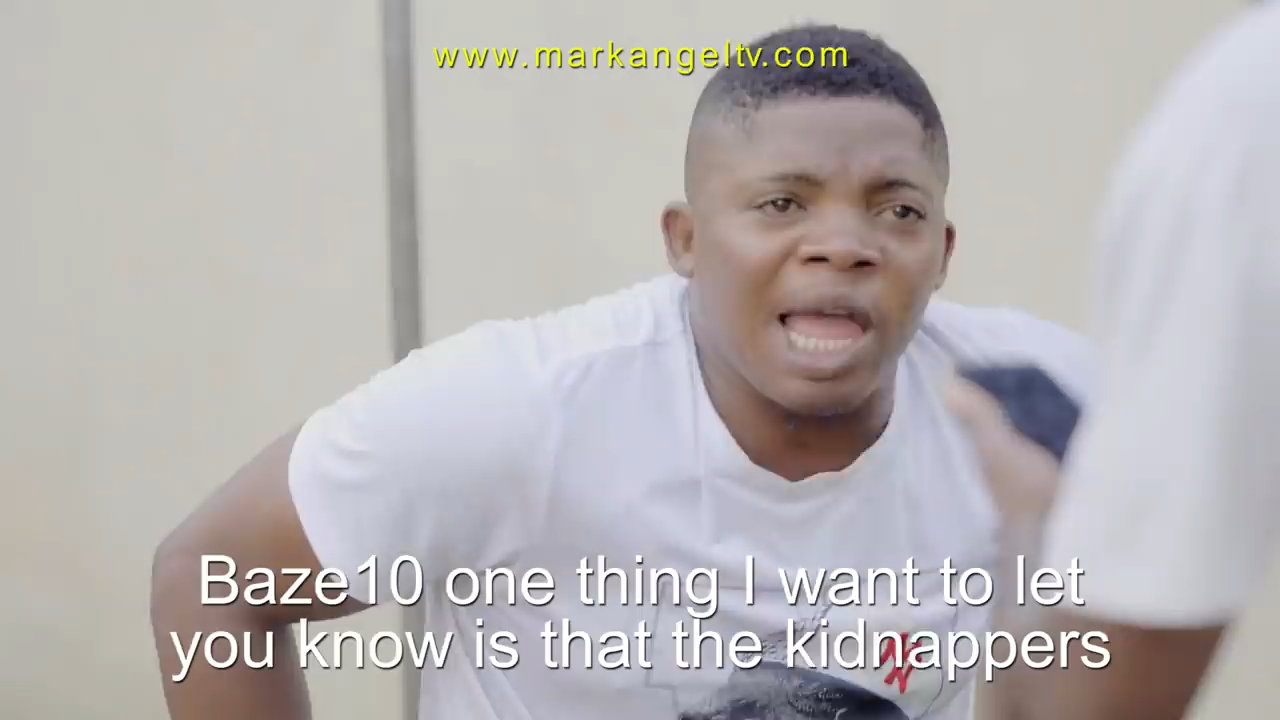 www.markangeltv.com
Baze10 one thing I want to let
you know is that the kidnappers